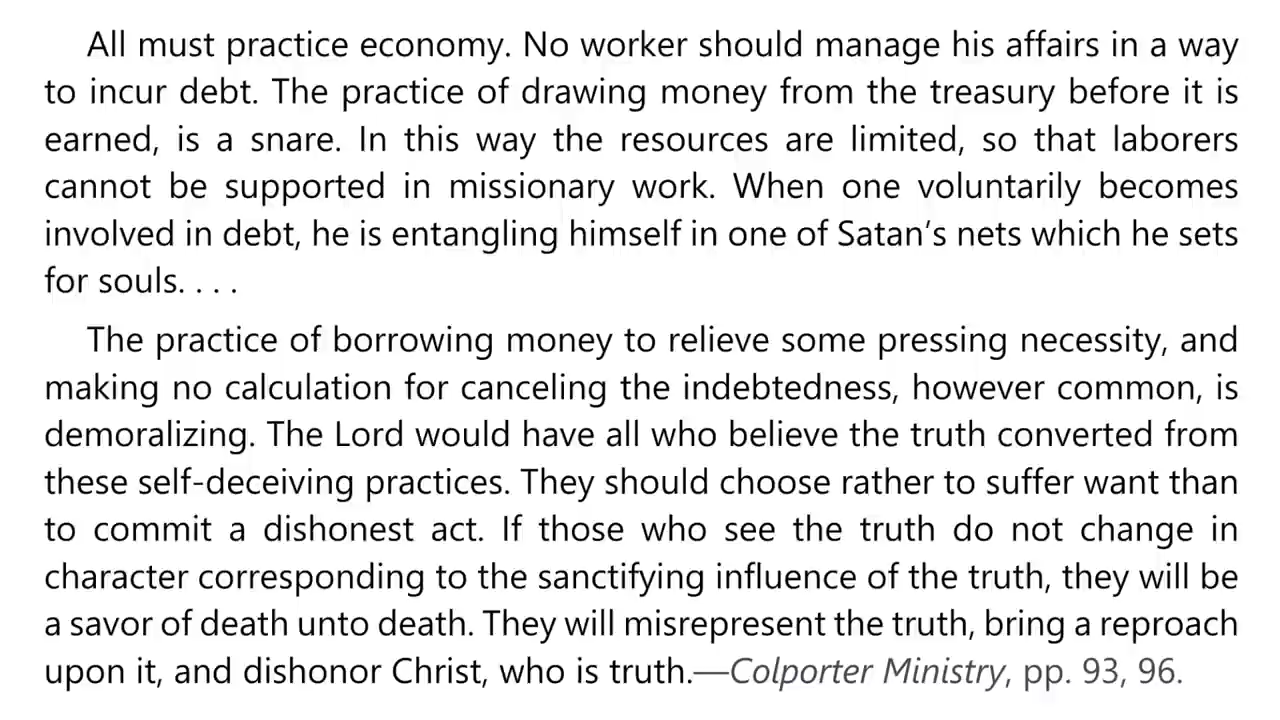 All must practice economy. No worker should manage his affairs in a way
to incur debt. The practice of drawing money from the treasury before it is
earned, is a snare. In this way the resources are limited, so that laborers
cannot be supported in missionary work. When one voluntarily becomes
involved in debt, he is entangling himself in one of Satan’s nets which he sets
for souls. . . .
The practice of borrowing money to relieve some pressing necessity, and
making no calculation for canceling the indebtedness, however common, is
demoralizing. The Lord would have all who believe the truth converted from
these self-deceiving practices. They should choose rather to suffer want than
to commit a dishonest act. If those who see the truth do not change in
character corresponding to the sanctifying influence of the truth, they will be
a savor of death unto death. They will misrepresent the truth, bring a reproach
upon it, and dishonor Christ, who is truth.—Colporter Ministry, pp. 93, 96.